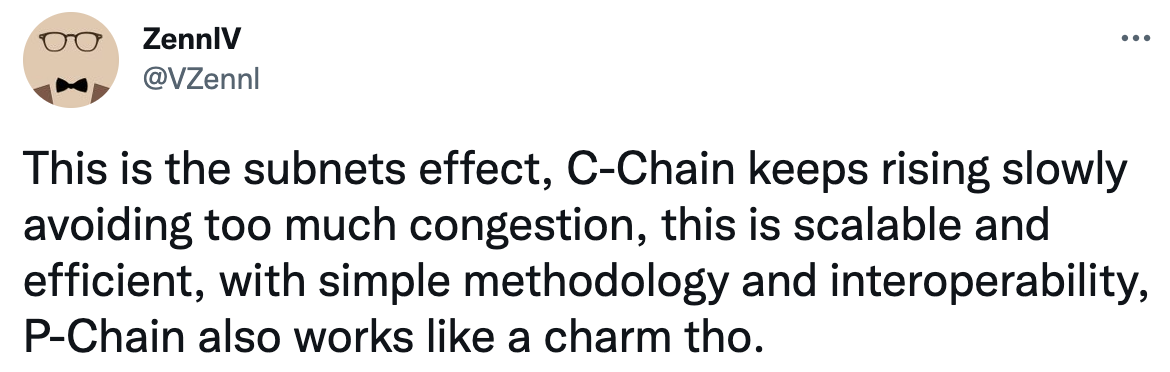 ZennIV
@VZennI
This is the subnets effect, C-Chain keeps rising slowly
avoiding too much congestion, this is scalable and
efficient, with simple methodology and interoperability,
P-Chain also works like a charm tho.